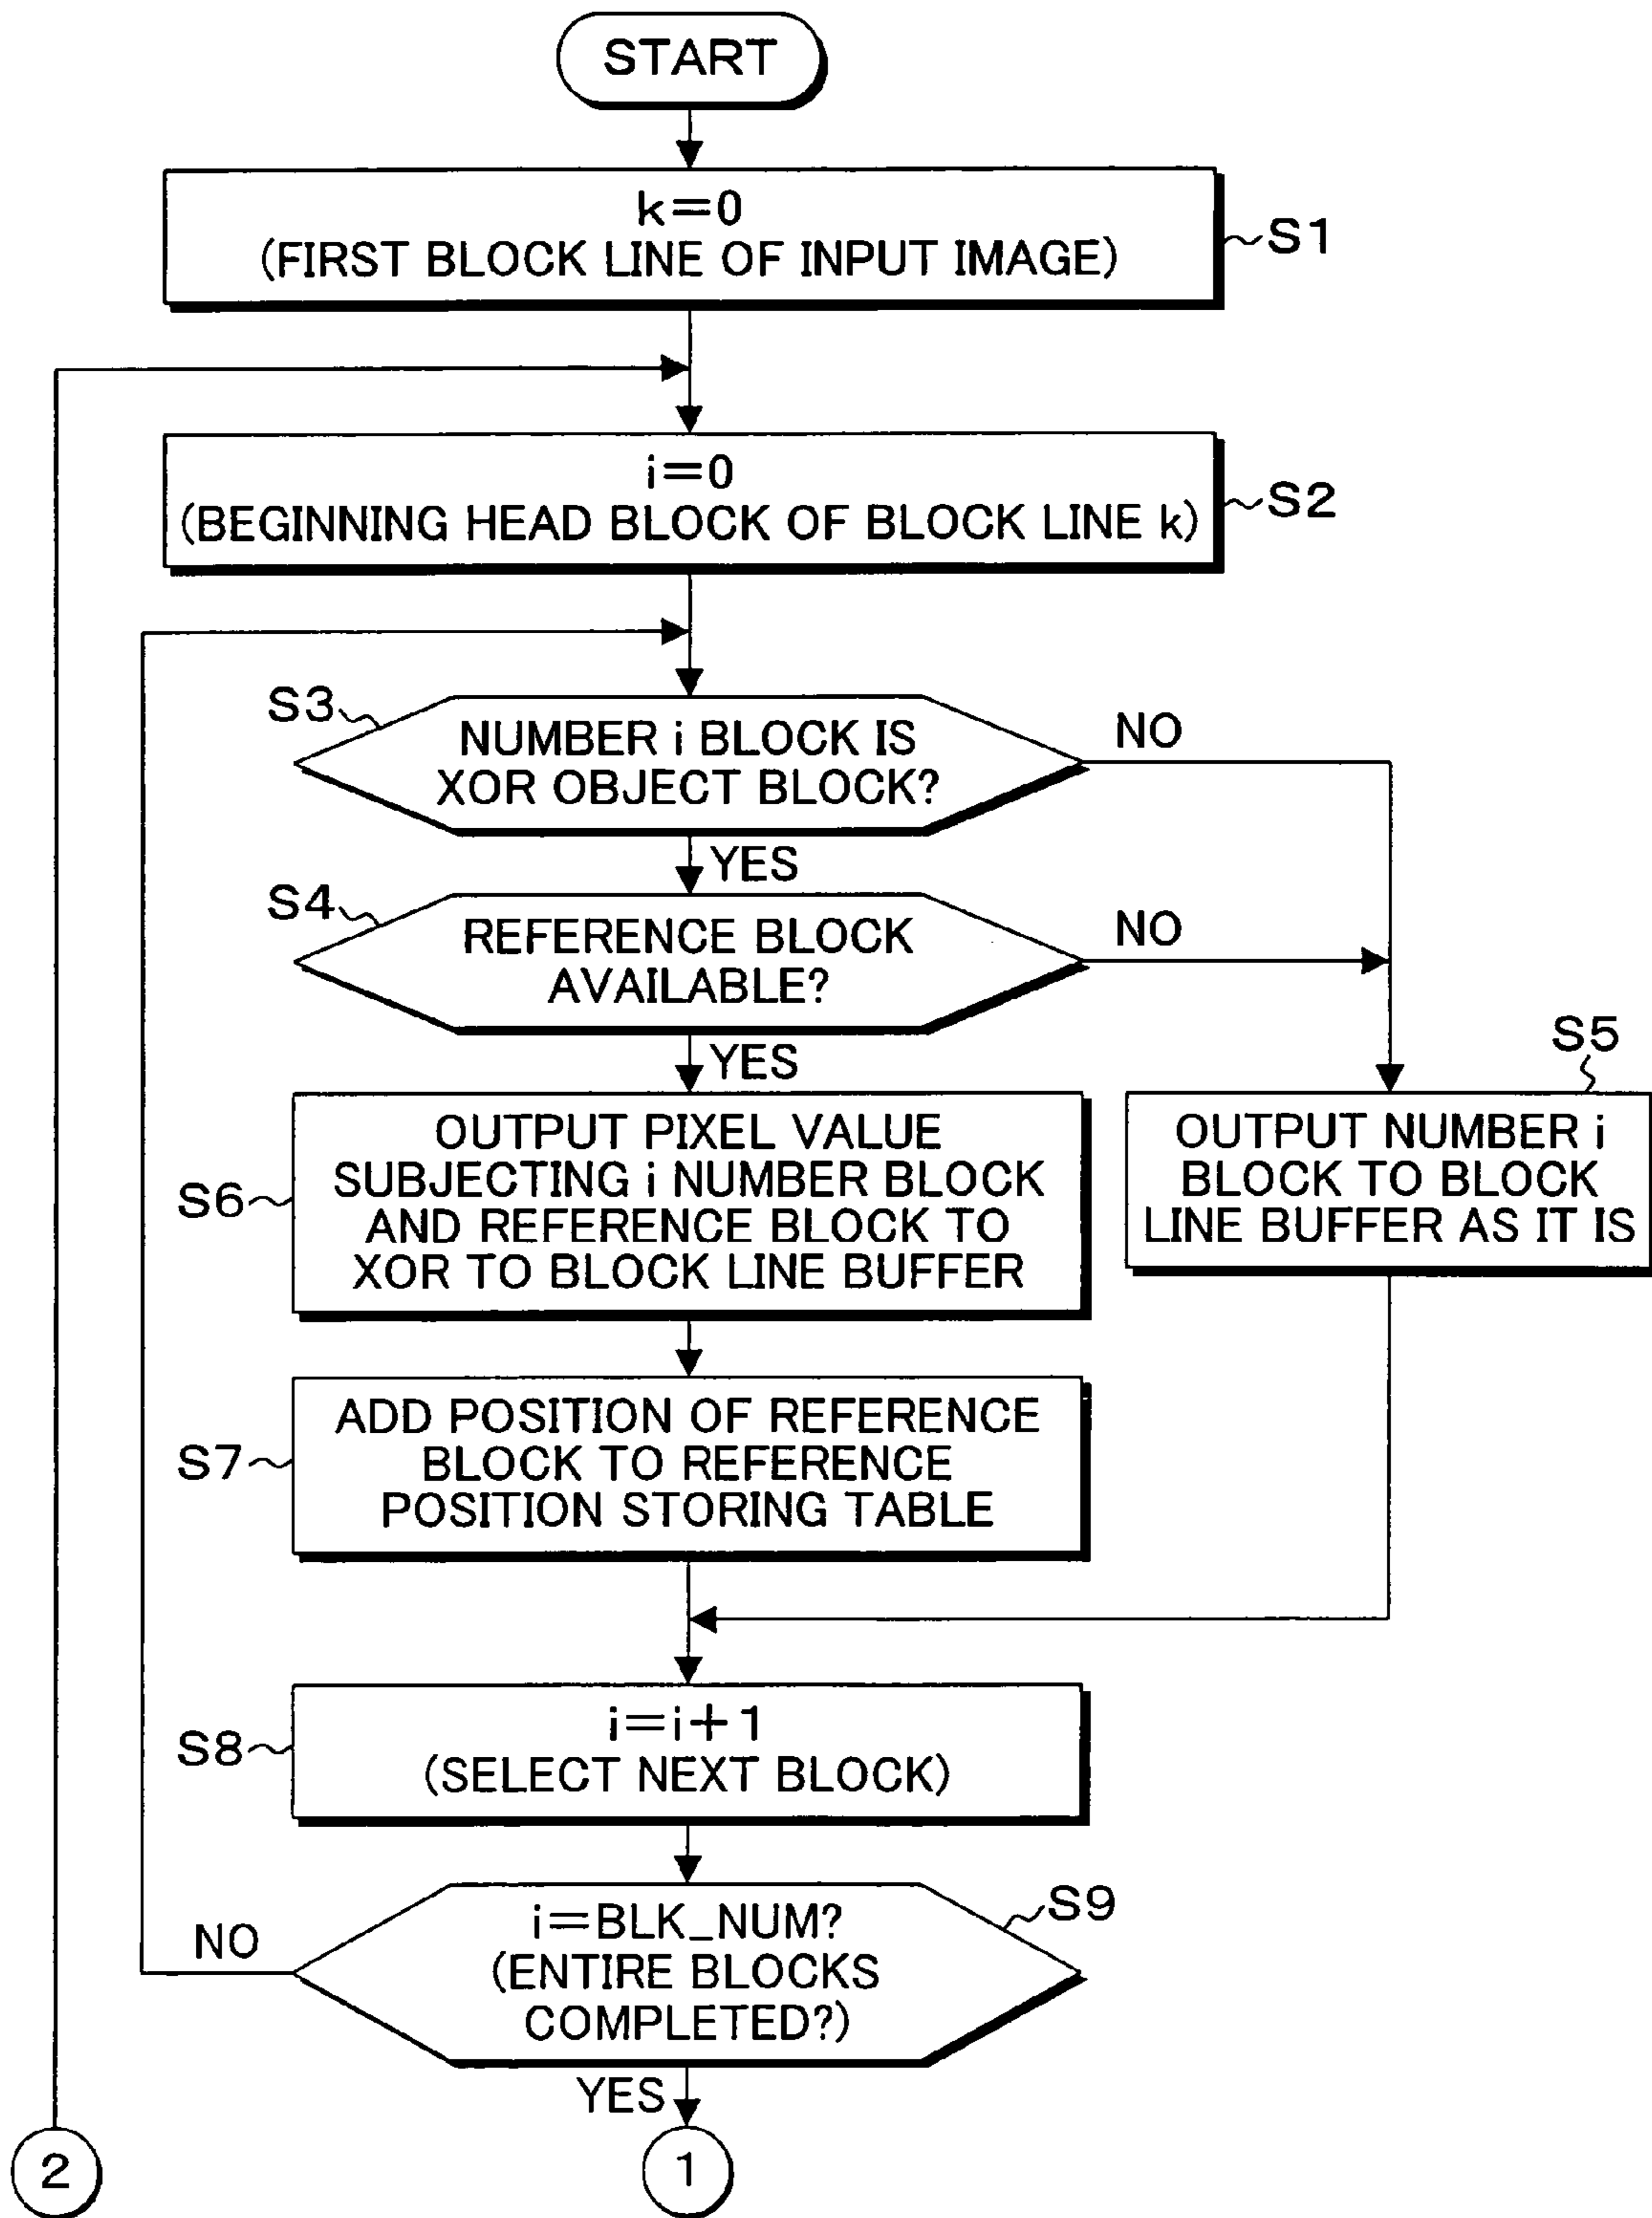 START
k=0
(FIRST BLOCK LINE OF INPUT IMAGE)
S1
i=0
(BEGINNING HEAD BLOCK OF BLOCK LINE k)
S2
S3
NUMBER i BLOCK IS
XOR OBJECT BLOCK?
NO
YES
S4
REFERENCE BLOCK
AVAILABLE?
NO
YES
S5
OUTPUT NUMBER i
BLOCK TO BLOCK
LINE BUFFER AS IT IS
S6
OUTPUT PIXEL VALUE
SUBJECTING i NUMBER BLOCK
AND REFERENCE BLOCK TO
XOR TO BLOCK LINE BUFFER
S7
ADD POSITION OF REFERENCE
BLOCK TO REFERENCE
POSITION STORING TABLE
S8
i=i+1
(SELECT NEXT BLOCK)
S9
i=BLK_NUM?
(ENTIRE BLOCKS
COMPLETED?)
NO
YES
2
1